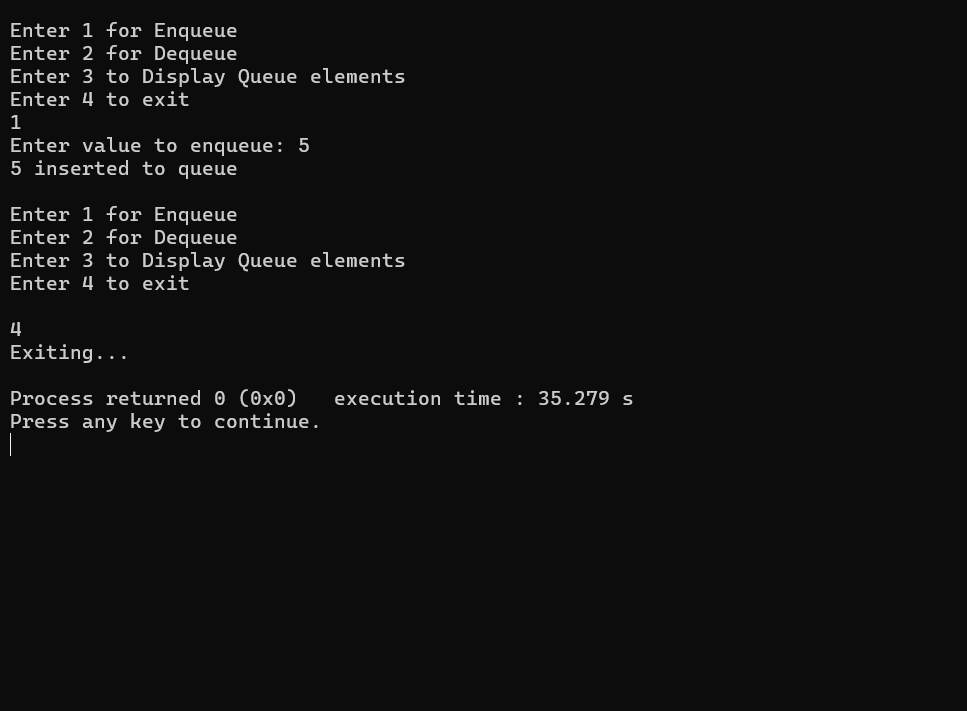 Enter 1 for Enqueue
Enter 2 for Dequeue
Enter 3 to Display Queue elements
Enter 4 to exit
1
Enter value to enqueue: 5
5 inserted to queue
Enter 1 for Enqueue
Enter 2 for Dequeue
Enter 3 to Display Queue elements
Enter 4 to exit
4
Exiting...
Process returned 0 (0x0)   execution time : 35.279 s
Press any key to continue.